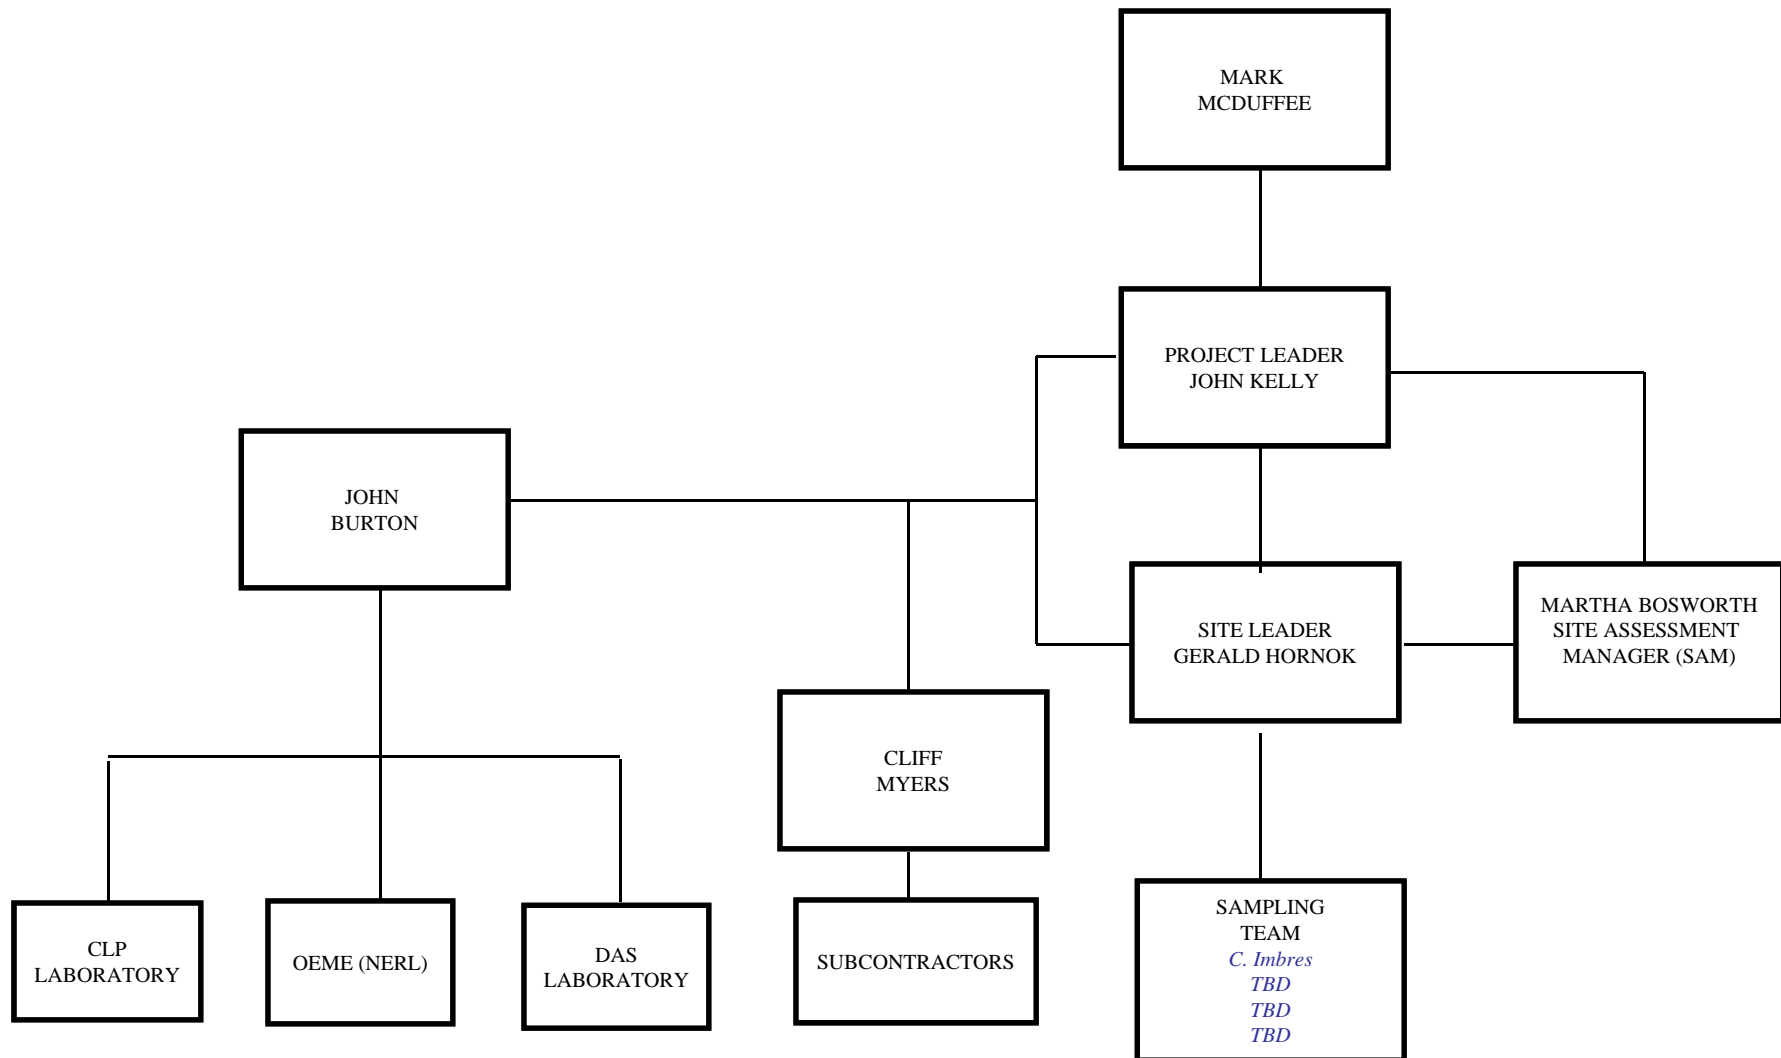 MARK
MCDUFFEE
PROJECT LEADER
JOHN KELLY
JOHN
BURTON
SITE LEADER
GERALD HORNOK
MARTHA BOSWORTH
SITE ASSESSMENT
MANAGER (SAM)
CLIFF
MYERS
CLP
LABORATORY
OEME (NERL)
DAS
LABORATORY
SUBCONTRACTORS
SAMPLING
TEAM
C. Imbres
TBD
TBD
TBD